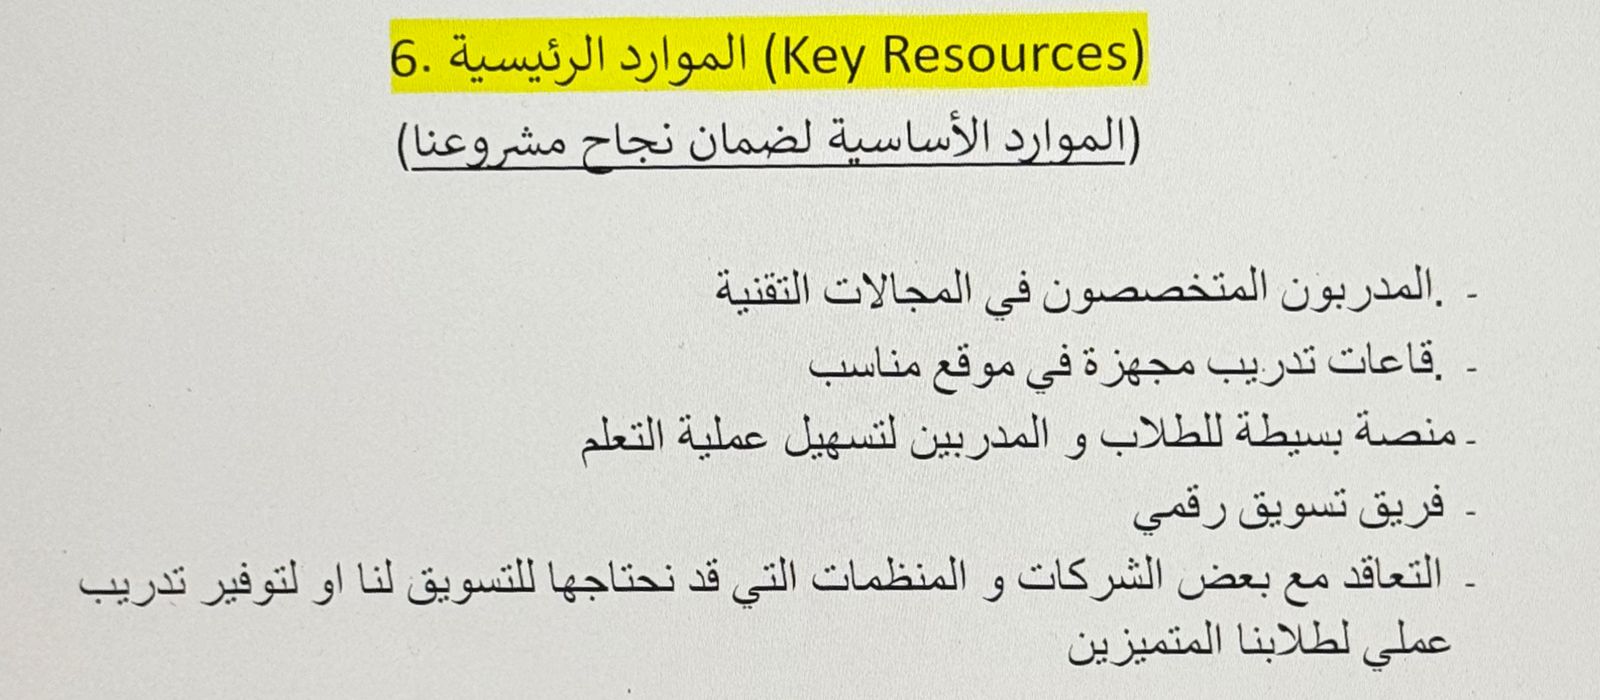 6. الموارد الرئيسية (Key Resources)
(الموارد الأساسية لضمان نجاح مشروعنا)
- .المدربون المتخصصون في المجالات التقنية
- .قاعات تدريب مجهزة في موقع مناسب
- منصة بسيطة للطلاب و المدربين لتسهيل عملية التعلم
- فريق تسويق رقمي
- التعاقد مع بعض الشركات و المنظمات التي قد نحتاجها للتسويق لنا او لتوفير تدريب
عملي لطلابنا المتميزين